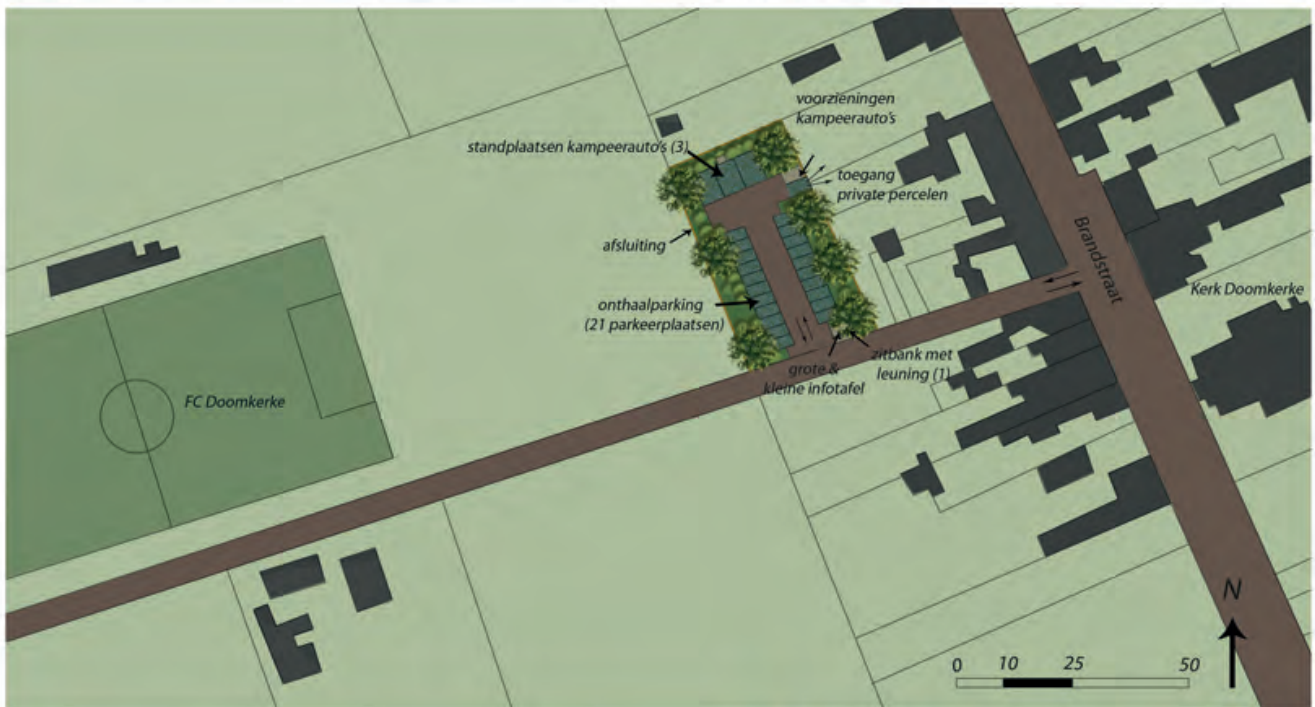 voorzieningen
kampeerauto's
standplaatsen kampeerauto's (3)
toegang
private percelen
afsluiting
onthaalparking
(21 parkeerplaatsen)
Brandstraat
Kerk Doomkerke
zitbank met
leuning (1)
grote &
kleine infotafel
FC Doomkerke
N
0 10 25 50